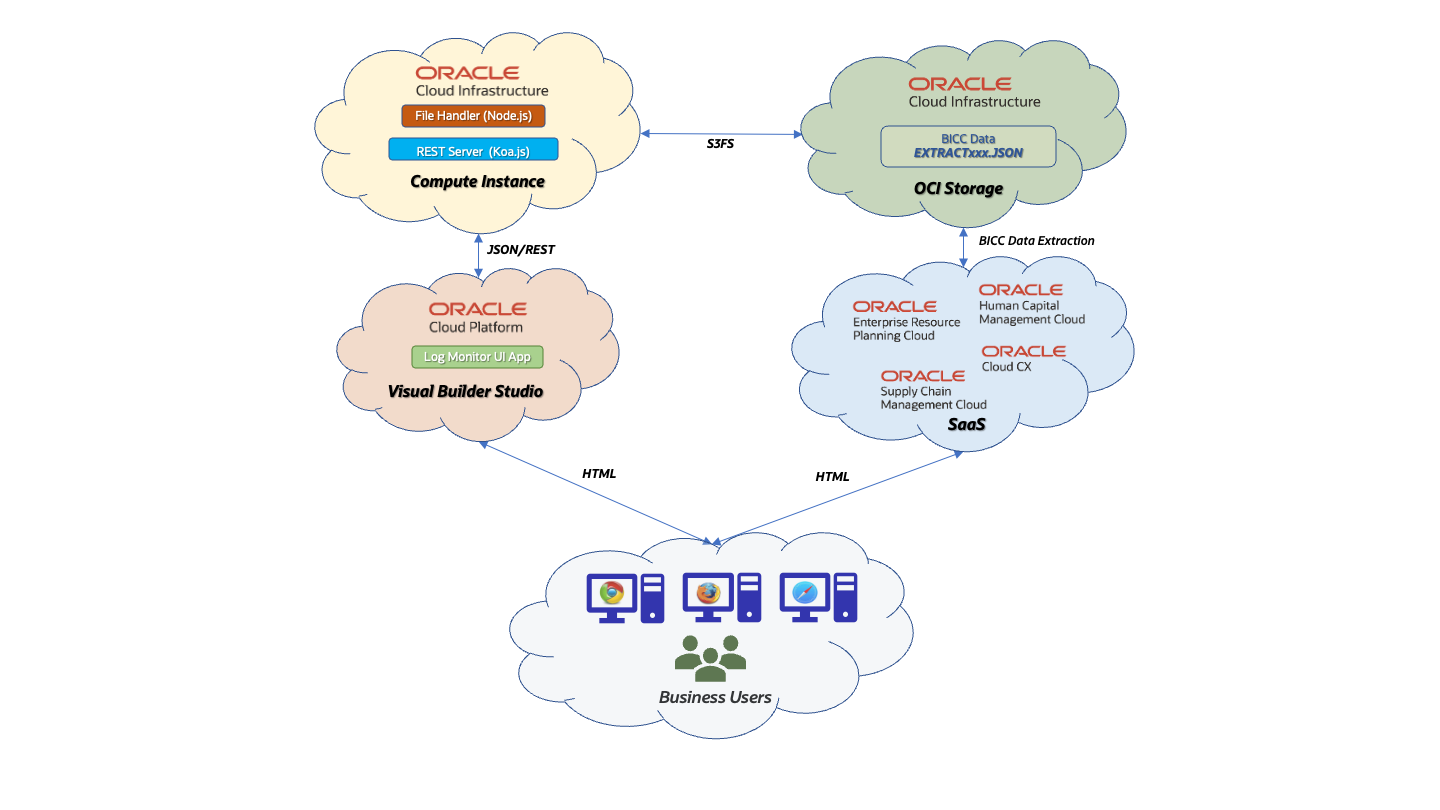 ORACLE
Cloud Infrastructure
File Handler (Node.js)
REST Server (Koa.js)
Compute Instance
S3FS
ORACLE
Cloud Infrastructure
BICC Data
EXTRACTxxx.JSON
OCI Storage
JSON/REST
BICC Data Extraction
ORACLE
Cloud Platform
Log Monitor UI App
Visual Builder Studio
ORACLE
Enterprise Resource
Planning Cloud
ORACLE
Human Capital
Management Cloud
ORACLE
Cloud CX
ORACLE
Supply Chain
Management Cloud
SaaS
HTML
HTML
Business Users